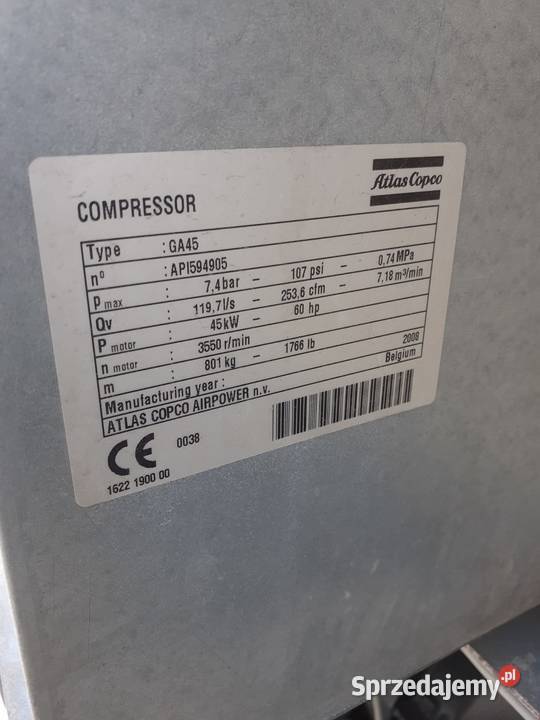 Atlas Copco
COMPRESSOR
Type : GA45
nº : API594905
P max : 7,4 bar – 107 psi – 0,74 MPa
Qv : 119,7 l/s – 253,6 cfm – 7,18 m³/min
P motor : 45 kW – 60 hp
n motor : 3550 r/min
m : 801 kg – 1766 lb
Manufacturing year : 2008
ATLAS COPCO AIRPOWER n.v. Belgium
CE 0038
1622 1900 00
Sprzedajemy.pl